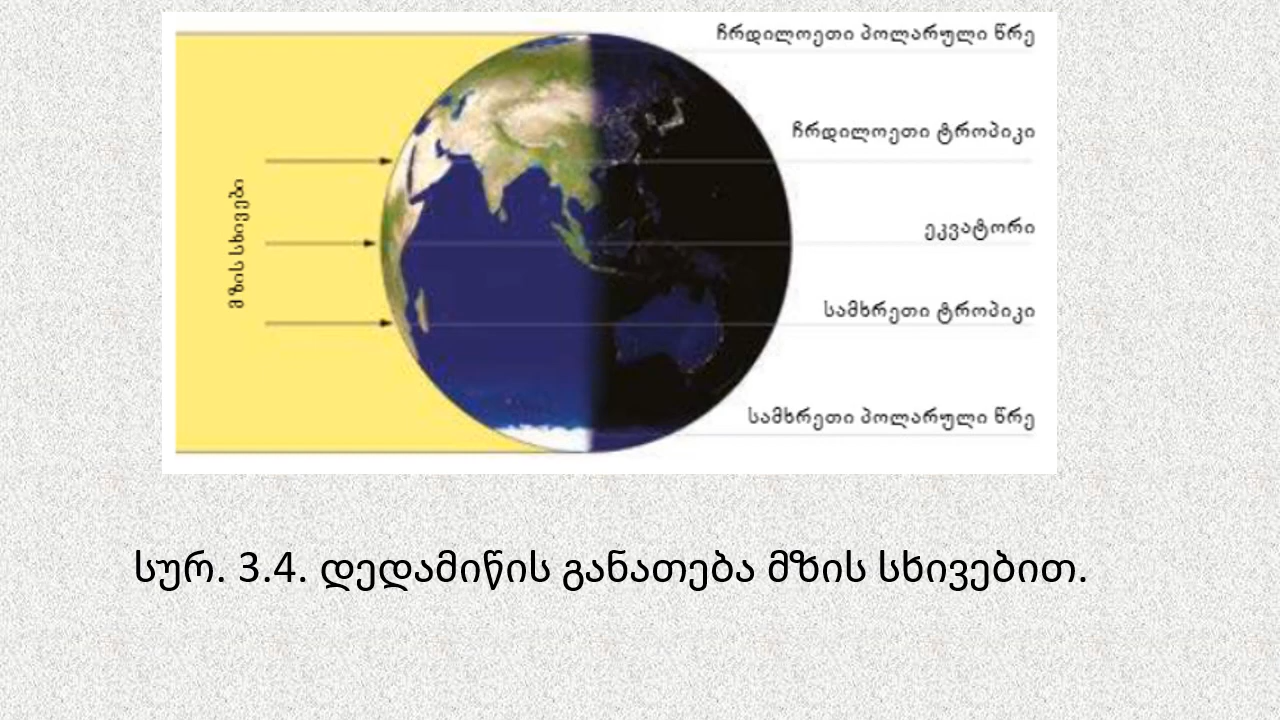 ჩრდილოეთი პოლარული წრე
ჩრდილოეთი ტროპიკი
მზის სხივები
ეკვატორი
სამხრეთი ტროპიკი
სამხრეთი პოლარული წრე
სურ. 3.4. დედამიწის განათება მზის სხივებით.